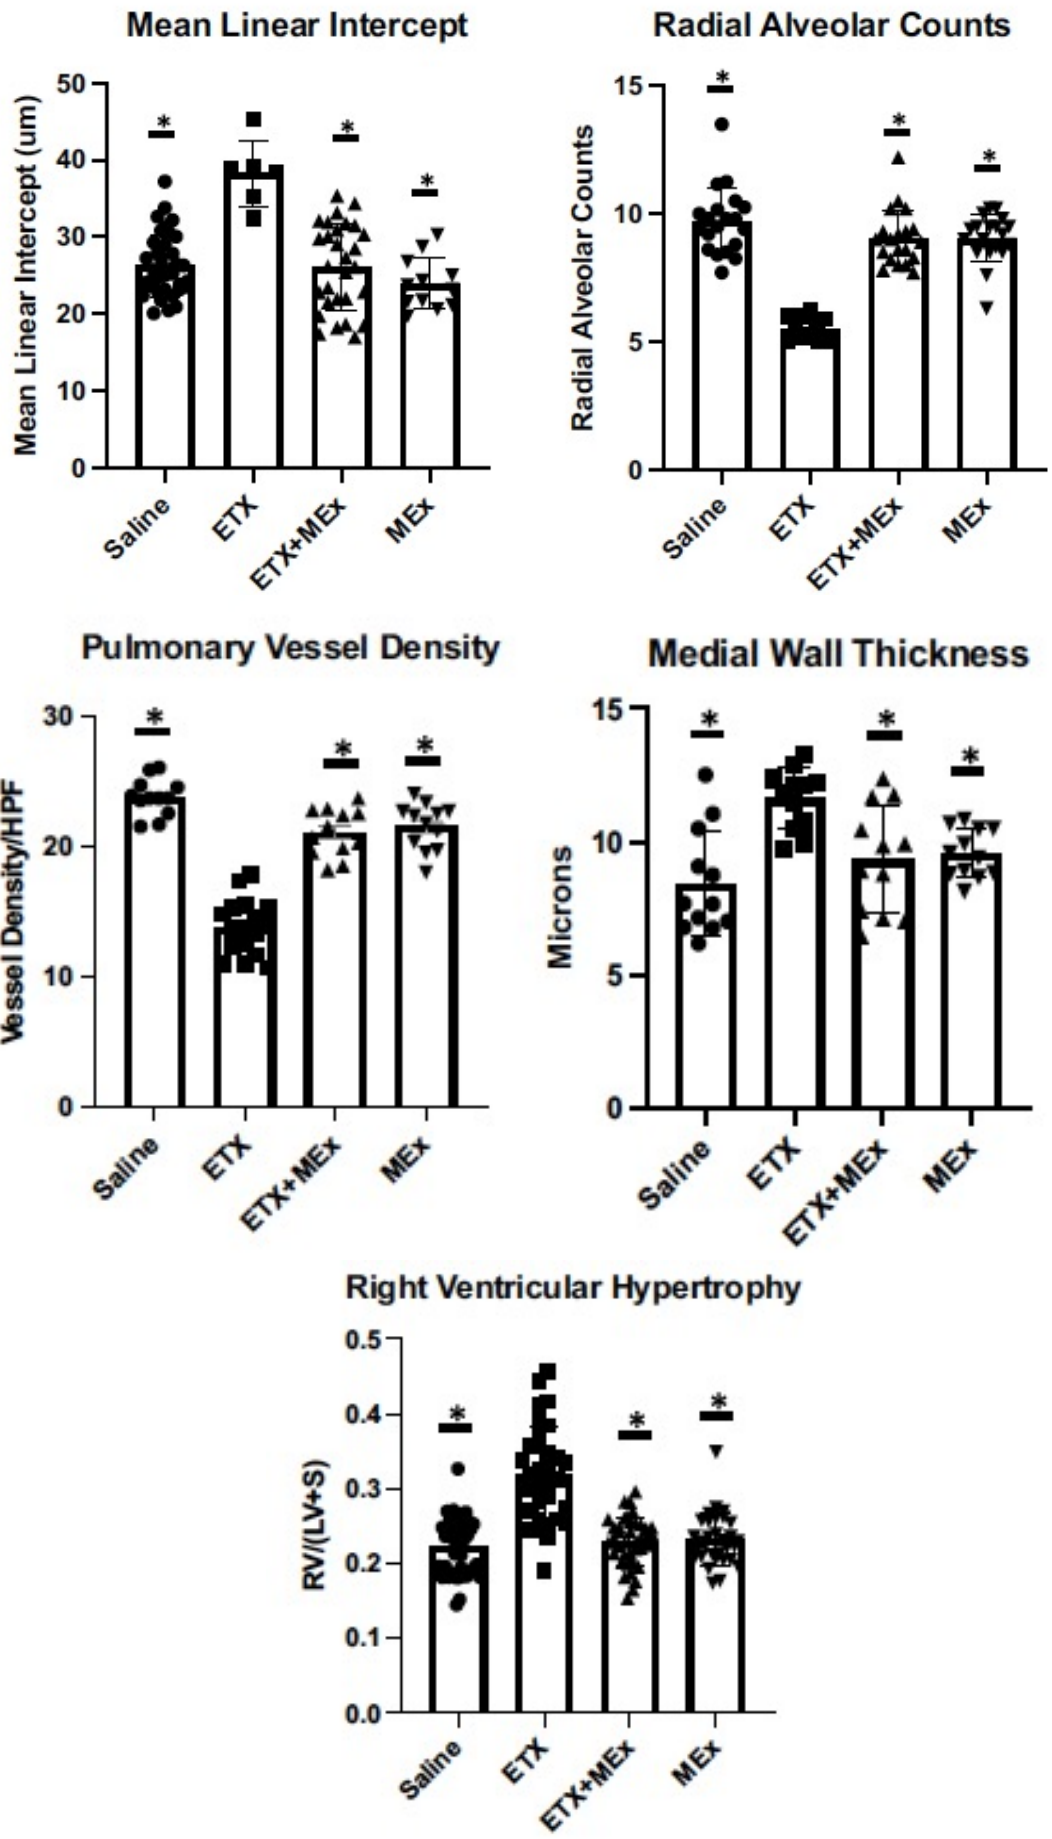 Mean Linear Intercept
Mean Linear Intercept (um)
50
40
30
20
10
0
*
*
*
Saline
ETX
ETX+MEx
MEx
Radial Alveolar Counts
Radial Alveolar Counts
15
10
5
0
*
*
*
Saline
ETX
ETX+MEx
MEx
Pulmonary Vessel Density
Vessel Density/HPF
30
20
10
0
*
*
*
Saline
ETX
ETX+MEx
MEx
Medial Wall Thickness
Microns
15
10
5
0
*
*
*
Saline
ETX
ETX+MEx
MEx
Right Ventricular Hypertrophy
RV/(LV+S)
0.5
0.4
0.3
0.2
0.1
0.0
*
*
*
Saline
ETX
ETX+MEx
MEx